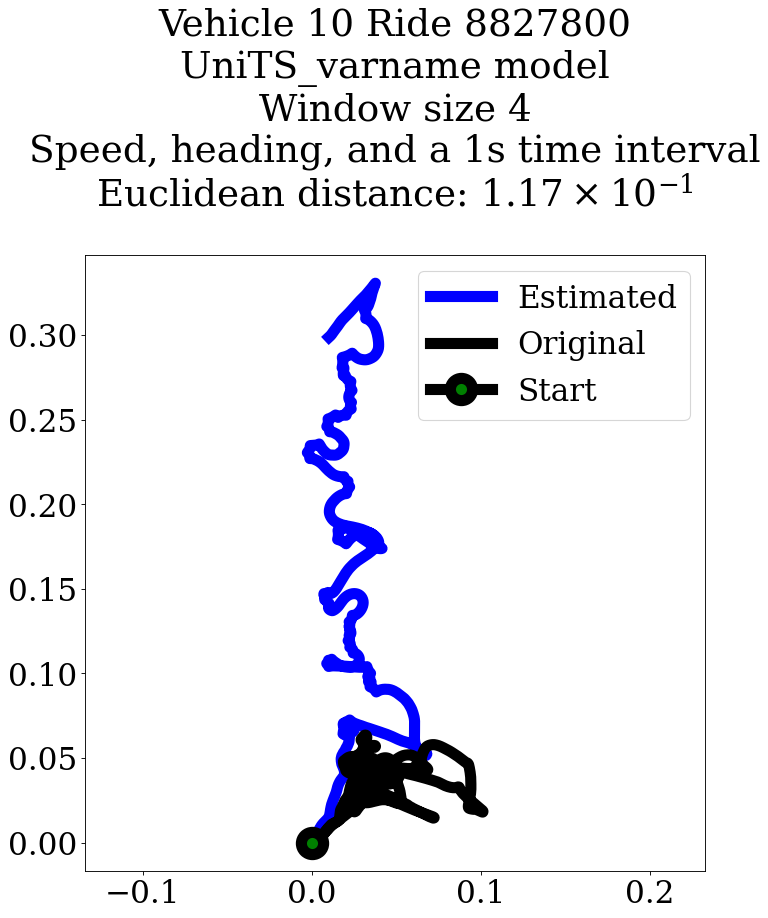 Vehicle 10 Ride 8827800
UniTS_varname model
Window size 4
Speed, heading, and a 1s time interval
Euclidean distance: 1.17 × 10⁻¹
Estimated
Original
Start
0.30
0.25
0.20
0.15
0.10
0.05
0.00
−0.1 0.0 0.1 0.2